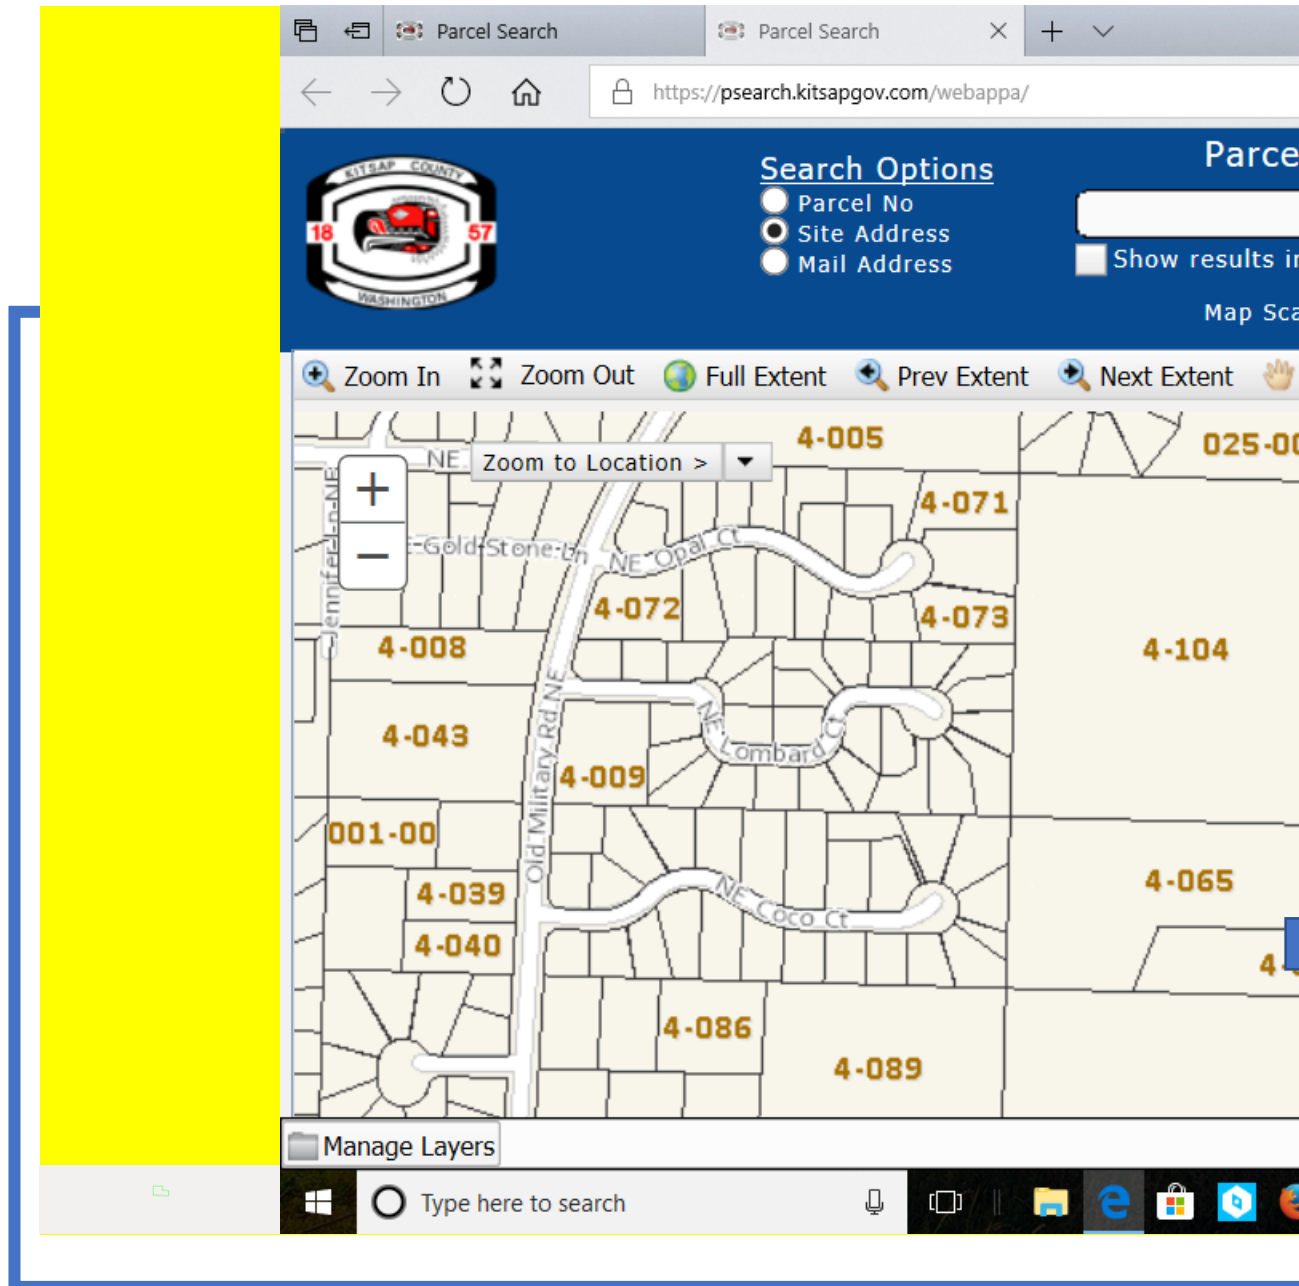 Parcel Search
Parcel Search
https://psearch.kitsapgov.com/webappa/
KITSAP COUNTY
18 57
WASHINGTON
Search Options
Parcel No
Site Address
Mail Address
Parce
Show results in
Map Sca
Zoom In
Zoom Out
Full Extent
Prev Extent
Next Extent
NE
Zoom to Location >
4-005
025-00
Jennifer Ln NE
4-071
Gold Stone Ln
NE Opal Ct
4-072
4-073
4-008
4-104
4-043
Old Military Rd NE
NE Lombard Ct
4-009
001-00
4-039
4-065
NE Coco Ct
4-040
4-086
4-089
Manage Layers
Type here to search